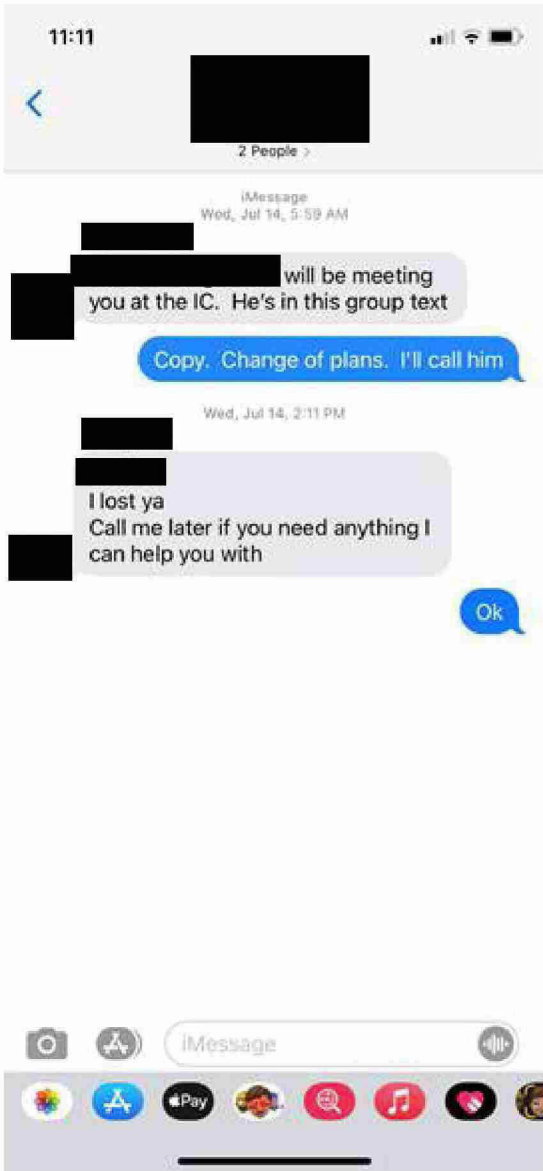 11:11
2 People >
iMessage
Wed, Jul 14, 5:59 AM
will be meeting
you at the IC.  He's in this group text
Copy.  Change of plans.  I'll call him
Wed, Jul 14, 2:11 PM
I lost ya
Call me later if you need anything I
can help you with
Ok
iMessage
Pay